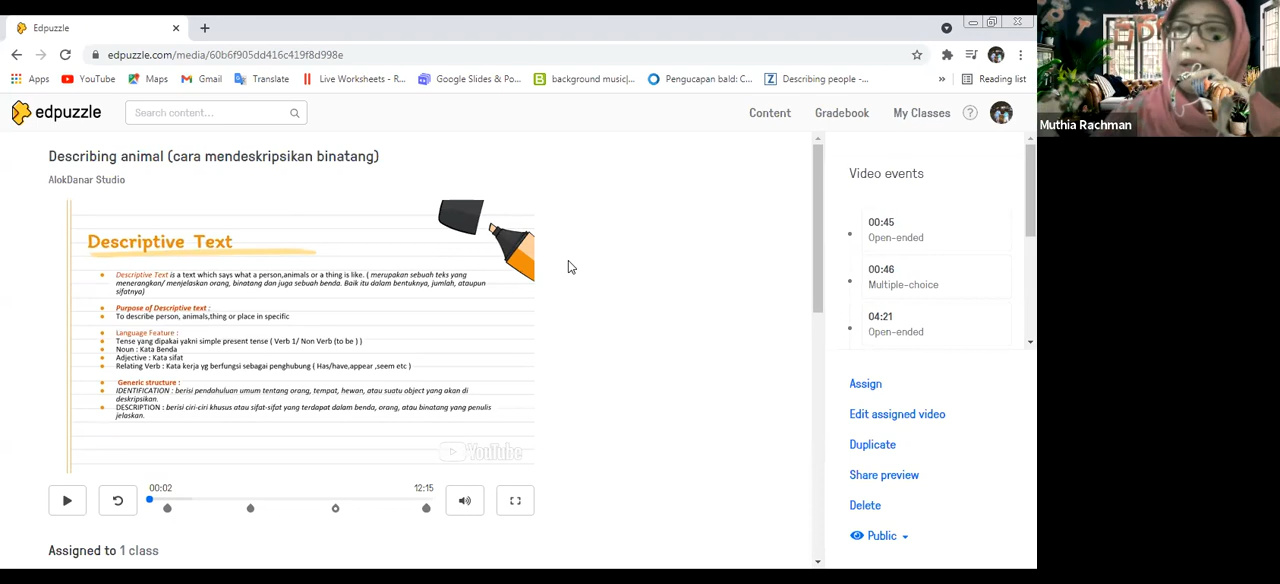 Edpuzzle
edpuzzle.com/media/60b6f905dd416c419f8d998e
Apps
YouTube
Maps
Gmail
Translate
Live Worksheets - R...
Google Slides & Po...
background music|...
Pengucapan bald: C...
Describing people -...
»
Reading list
edpuzzle
Search content...
Content
Gradebook
My Classes
Muthia Rachman
Describing animal (cara mendeskripsikan binatang)
AlokDanar Studio
Descriptive Text
Descriptive Text is a text which says what a person,animals or a thing is like. ( merupakan sebuah teks yang
menerangkan/ menjelaskan orang, binatang dan juga sebuah benda. Baik itu dalam bentuknya, jumlah, ataupun
sifatnya)
Purpose of Descriptive text :
To describe person, animals,thing or place in specific
Language Feature :
Tense yang dipakai yakni simple present tense ( Verb 1/ Non Verb (to be ) )
Noun : Kata Benda
Adjective : Kata sifat
Relating Verb : Kata kerja yg berfungsi sebagai penghubung ( Has/have,appear ,seem etc )
Generic structure :
IDENTIFICATION : berisi pendahuluan umum tentang orang, tempat, hewan, atau suatu object yang akan di
deskripsikan.
DESCRIPTION : berisi ciri-ciri khusus atau sifat-sifat yang terdapat dalam benda, orang, atau binatang yang penulis
jelaskan.
YouTube
00:02
12:15
Assigned to 1 class
Video events
00:45
Open-ended
00:46
Multiple-choice
04:21
Open-ended
Assign
Edit assigned video
Duplicate
Share preview
Delete
Public